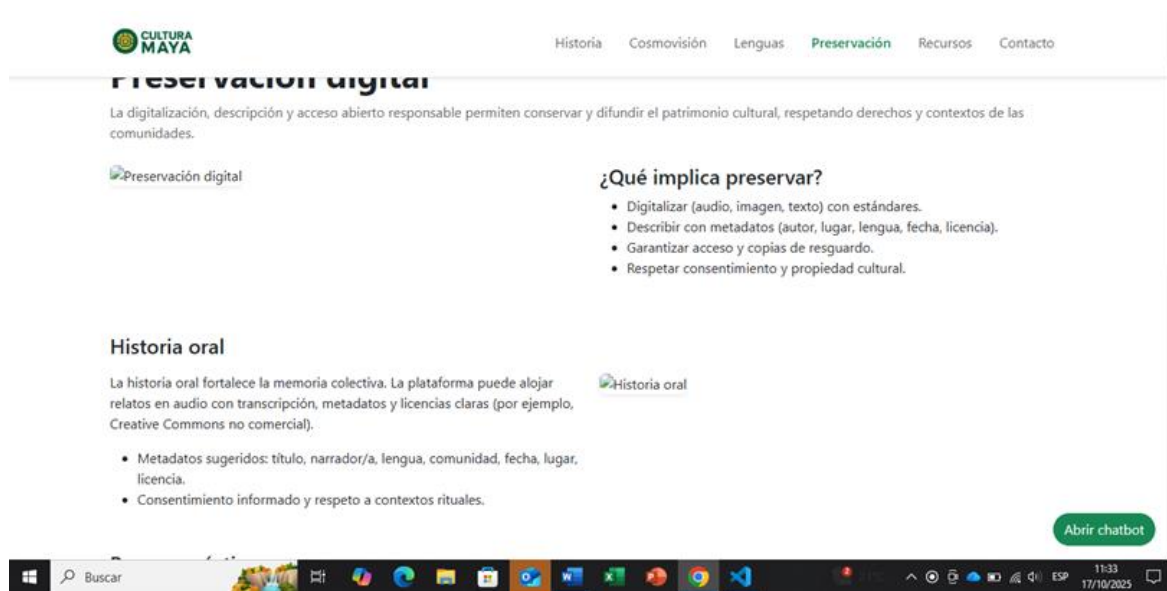 CULTURA
MAYA
Historia Cosmovisión Lenguas Preservación Recursos Contacto
Preservación digital
La digitalización, descripción y acceso abierto responsable permiten conservar y difundir el patrimonio cultural, respetando derechos y contextos de las
comunidades.
Preservación digital
¿Qué implica preservar?
• Digitalizar (audio, imagen, texto) con estándares.
• Describir con metadatos (autor, lugar, lengua, fecha, licencia).
• Garantizar acceso y copias de resguardo.
• Respetar consentimiento y propiedad cultural.
Historia oral
La historia oral fortalece la memoria colectiva. La plataforma puede alojar
relatos en audio con transcripción, metadatos y licencias claras (por ejemplo,
Creative Commons no comercial).
• Metadatos sugeridos: título, narrador/a, lengua, comunidad, fecha, lugar,
licencia.
• Consentimiento informado y respeto a contextos rituales.
Historia oral
Abrir chatbot
Buscar
ESP
11:33
17/10/2025